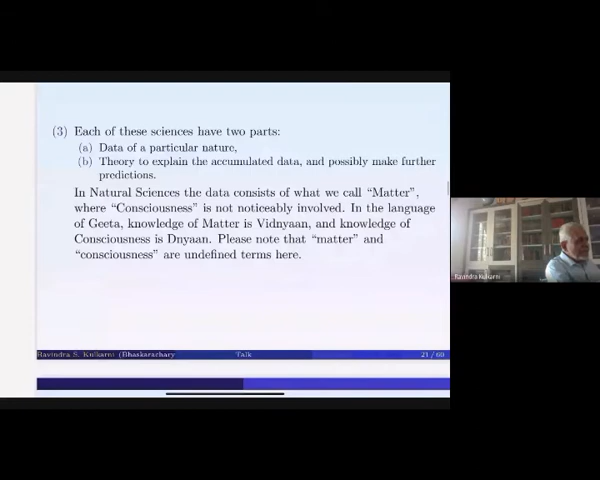 (3) Each of these sciences have two parts:
(a) Data of a particular nature,
(b) Theory to explain the accumulated data, and possibly make further
predictions.
In Natural Sciences the data consists of what we call “Matter”,
where “Consciousness” is not noticeably involved. In the language
of Geeta, knowledge of Matter is Vidnyaan, and knowledge of
Consciousness is Dnyaan. Please note that “matter” and
“consciousness” are undefined terms here.
Ravindra Kulkarni
Ravindra S. Kulkarni (Bhaskarachary
Talk
21 / 60